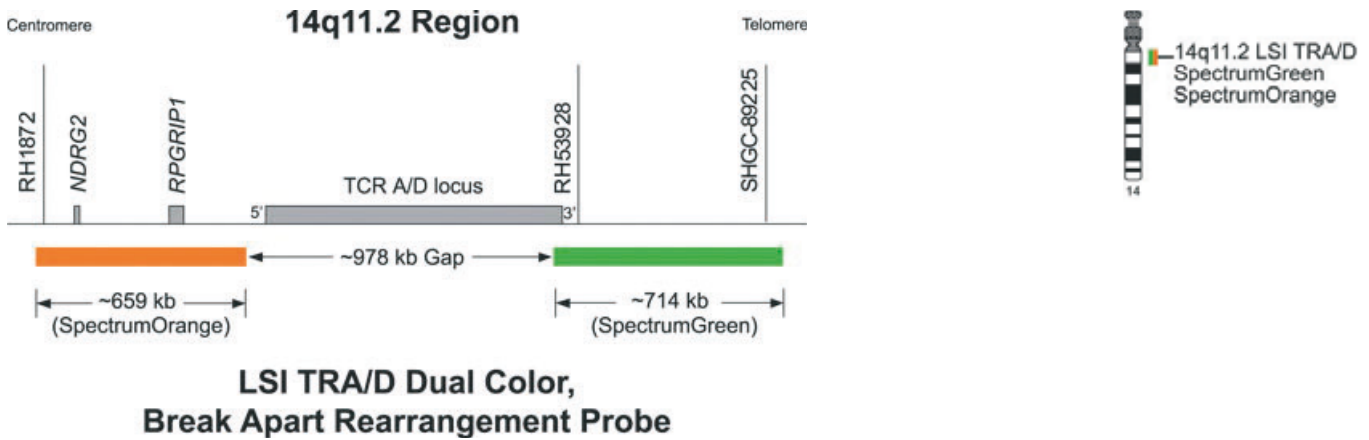 Centromere
14q11.2 Region
Telomere
RH1872
NDRG2
RPGRIP1
TCR A/D locus
RH53928
SHGC-89225
5'
3'
~978 kb Gap
~659 kb
(SpectrumOrange)
~714 kb
(SpectrumGreen)
LSI TRA/D Dual Color,
Break Apart Rearrangement Probe
14q11.2 LSI TRA/D
SpectrumGreen
SpectrumOrange
14